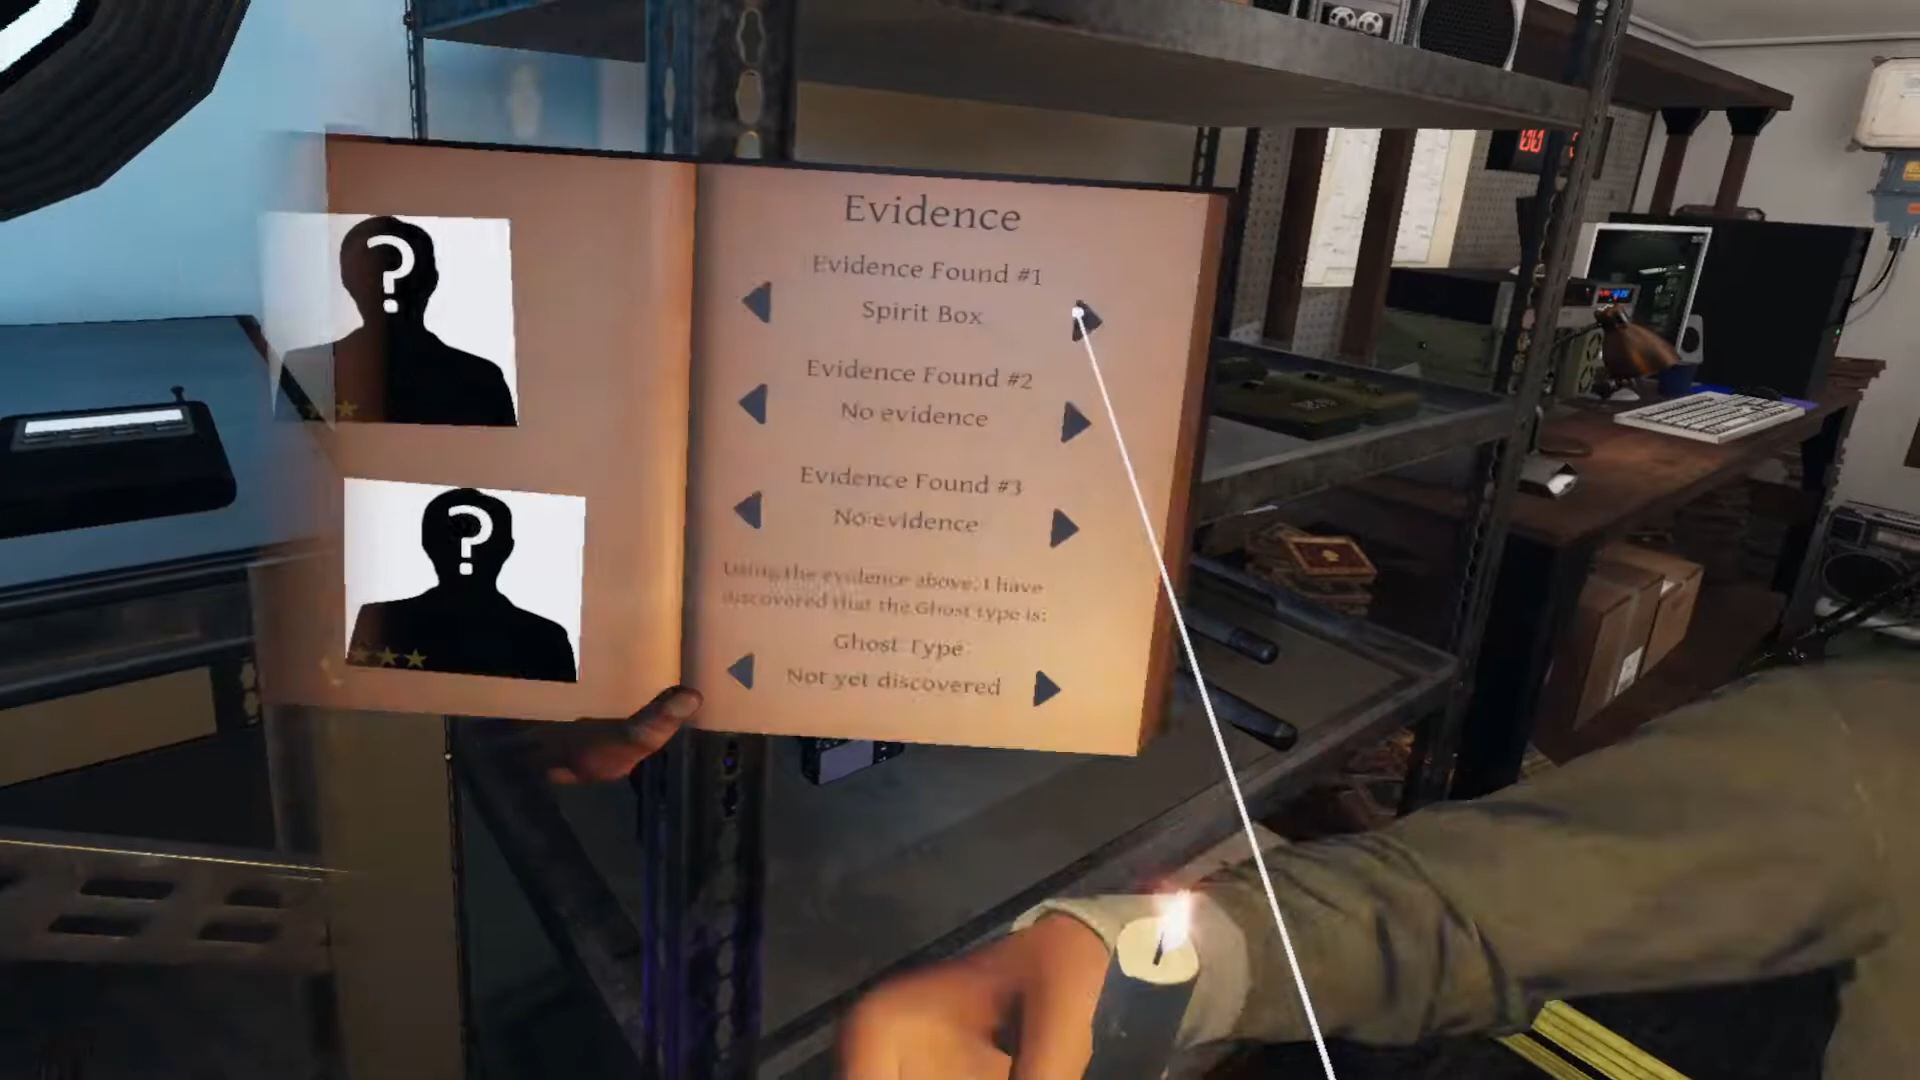 Evidence
Evidence Found #1
Spirit Box
Evidence Found #2
No evidence
Evidence Found #3
No evidence
Using the evidence above, I have
discovered that the Ghost type is:
Ghost Type
Not yet discovered